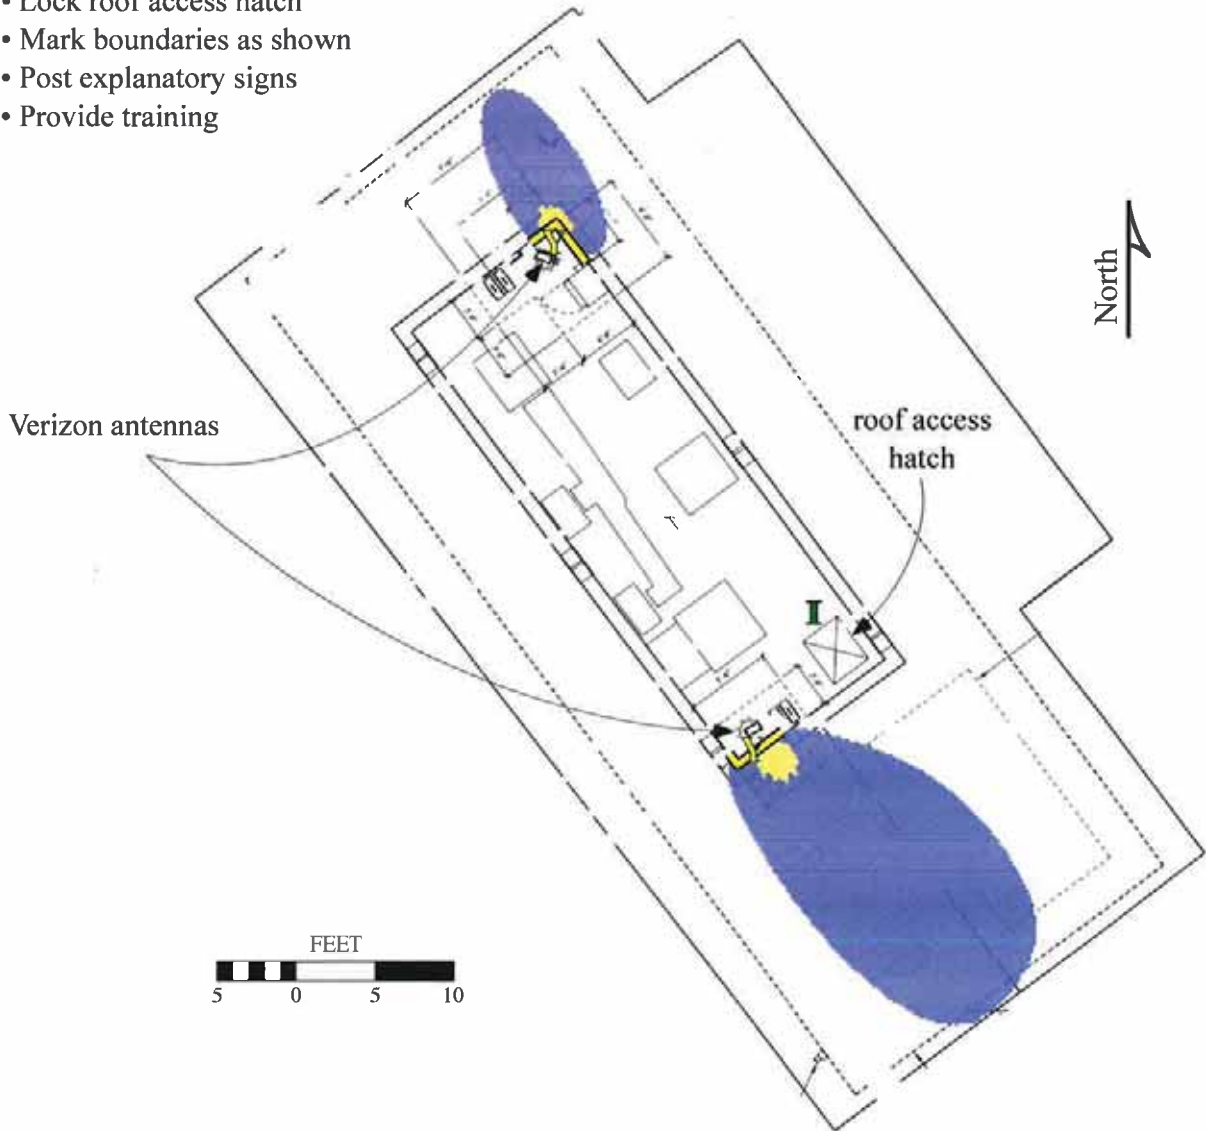 • Lock roof access hatch
• Mark boundaries as shown
• Post explanatory signs
• Provide training
North
Verizon antennas
roof access
hatch
I
FEET
5 0 5 10